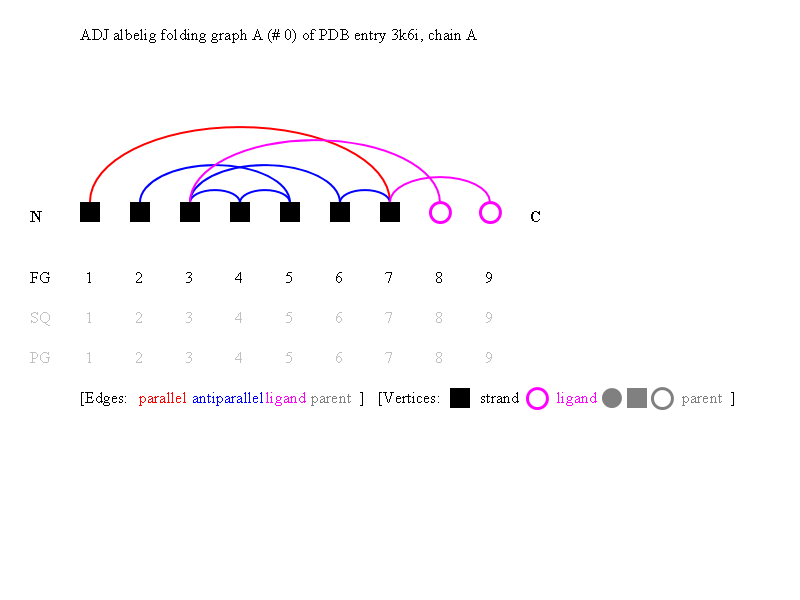 ADJ albelig folding graph A (# 0) of PDB entry 3k6i, chain A
N C
FG 1 2 3 4 5 6 7 8 9
SQ 1 2 3 4 5 6 7 8 9
PG 1 2 3 4 5 6 7 8 9
[Edges: parallel antiparallel ligand parent ] [Vertices: strand ligand parent ]